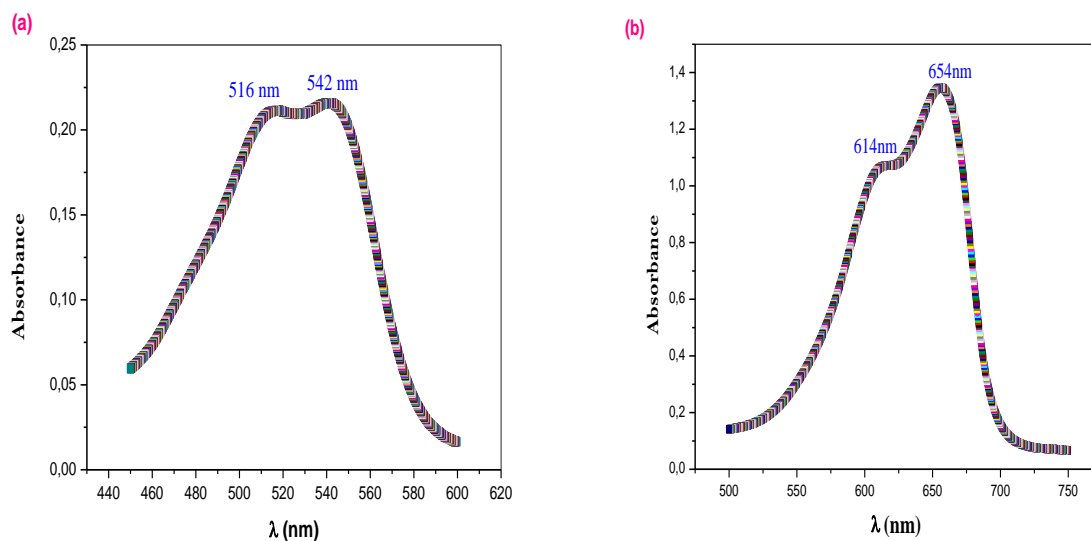 (a)
0,25
0,20
0,15
0,10
0,05
0,00
Absorbance
516 nm
542 nm
440 460 480 500 520 540 560 580 600 620
λ (nm)
(b)
1,4
1,2
1,0
0,8
0,6
0,4
0,2
0,0
Absorbance
614nm
654nm
500 550 600 650 700 750
λ (nm)